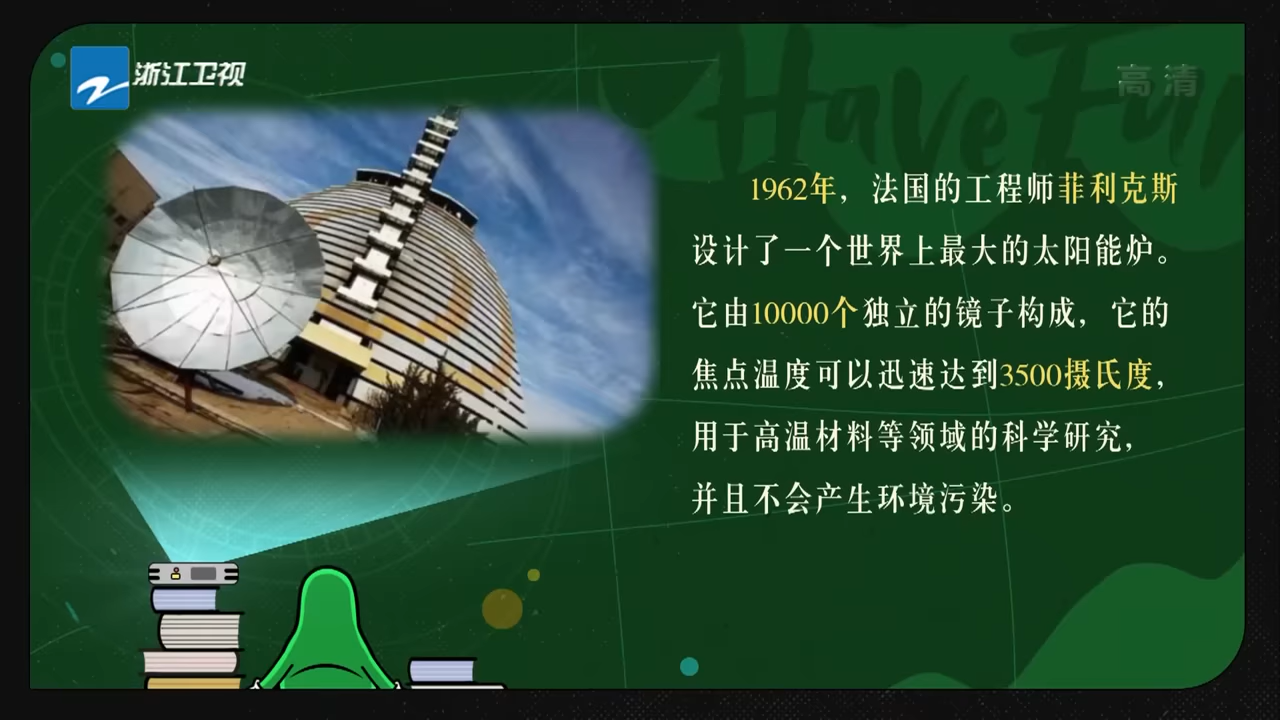 浙江卫视
高清
Have Fun
1962年，法国的工程师菲利克斯
设计了一个世界上最大的太阳能炉。
它由10000个独立的镜子构成，它的
焦点温度可以迅速达到3500摄氏度，
用于高温材料等领域的科学研究，
并且不会产生环境污染。